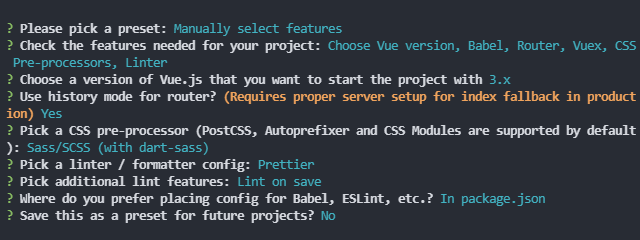 ? Please pick a preset: Manually select features
? Check the features needed for your project: Choose Vue version, Babel, Router, Vuex, CSS
 Pre-processors, Linter
? Choose a version of Vue.js that you want to start the project with 3.x
? Use history mode for router? (Requires proper server setup for index fallback in product
ion) Yes
? Pick a CSS pre-processor (PostCSS, Autoprefixer and CSS Modules are supported by default
): Sass/SCSS (with dart-sass)
? Pick a linter / formatter config: Prettier
? Pick additional lint features: Lint on save
? Where do you prefer placing config for Babel, ESLint, etc.? In package.json
? Save this as a preset for future projects? No